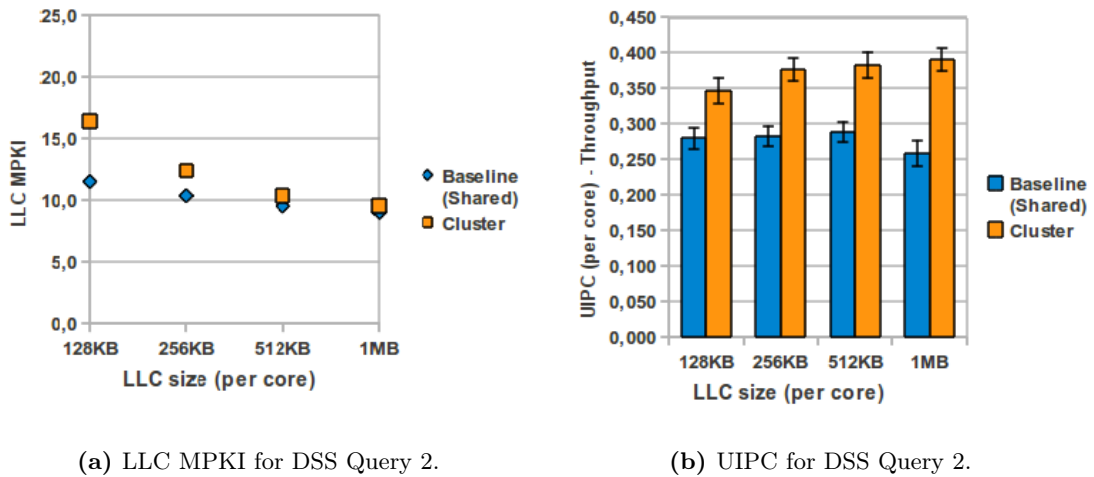 25,0
20,0
15,0
10,0
5,0
0,0
LLC MPKI
128KB 256KB 512KB 1MB
LLC size (per core)
Baseline
(Shared)
Cluster
(a) LLC MPKI for DSS Query 2.
0,450
0,400
0,350
0,300
0,250
0,200
0,150
0,100
0,050
0,000
UIPC (per core) - Throughput
128KB 256KB 512KB 1MB
LLC size (per core)
Baseline
(Shared)
Cluster
(b) UIPC for DSS Query 2.